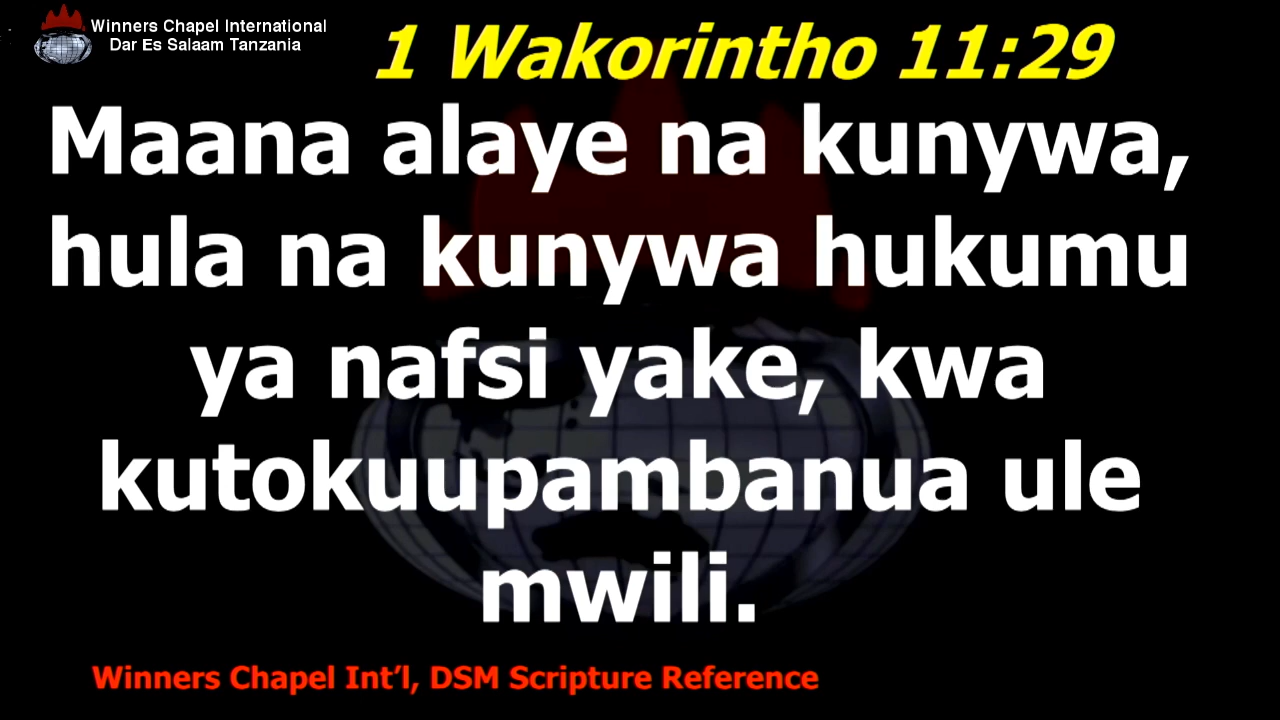 Winners Chapel International
Dar Es Salaam Tanzania
1 Wakorintho 11:29
Maana alaye na kunywa,
hula na kunywa hukumu
ya nafsi yake, kwa
kutokuupambanua ule
mwili.
Winners Chapel Int’l, DSM Scripture Reference